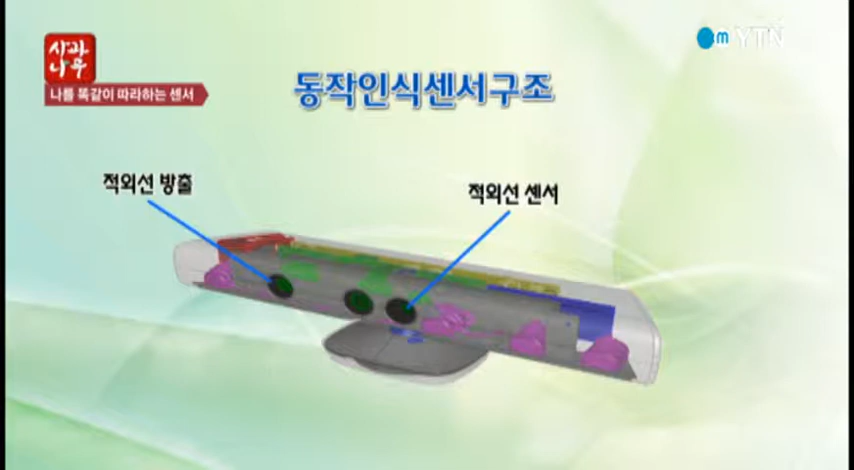 사과
나무
나를 똑같이 따라하는 센서
YTN
동작인식센서구조
적외선 방출
적외선 센서